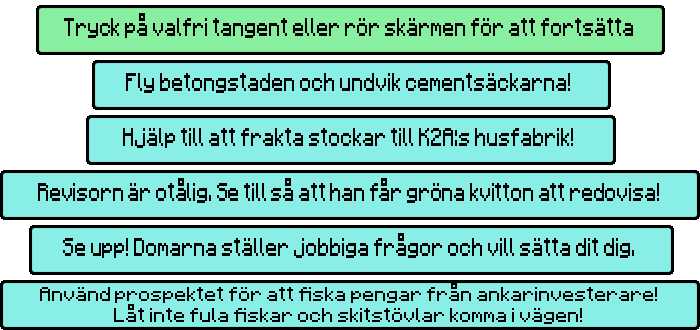 Tryck på valfri tangent eller rör skärmen för att fortsätta
Fly betongstaden och undvik cementsäckarna!
Hjälp till att frakta stockar till K2A:s husfabrik!
Revisorn är otålig. Se till så att han får gröna kvitton att redovisa!
Se upp! Domarna ställer jobbiga frågor och vill sätta dit dig.
Använd prospektet för att fiska pengar från ankarinvesterare!
Låt inte fula fiskar och skitstövlar komma i vägen!